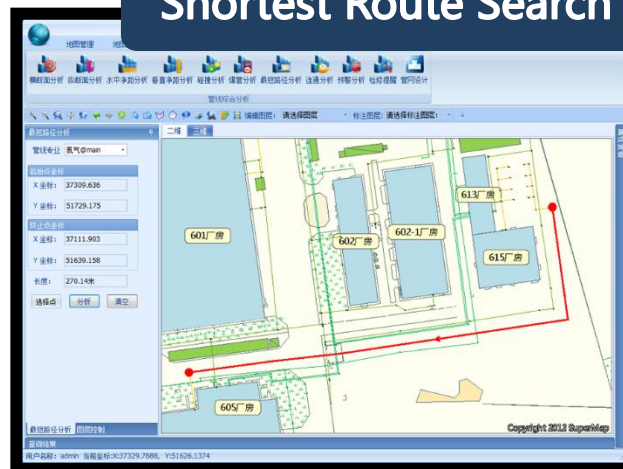 Shortest Route Search
地图管理
横断面分析 纵断面分析 水平净距分析 垂直净距分析 碰撞分析 爆管分析 最短路径分析 连通分析 预警分析 检修提醒 管网设计
管线综合分析
编辑图层: 请选择图层 标注图层: 请选择标注图层:
最短路径分析
二维 三维
管线专业 氩气@main
起始点坐标
X 坐标: 37309.636
Y 坐标: 51729.175
终止点坐标
X 坐标: 37111.903
Y 坐标: 51639.158
长度: 270.14米
选择点 分析 清空
601厂房
602厂房
602-1厂房
613厂房
615厂房
605厂房
3
Copyright 2012 SuperMap
最短路径分析 图层控制
查询结果
用户名称: admin 当前坐标:X:37329.7888, Y:51626.1374